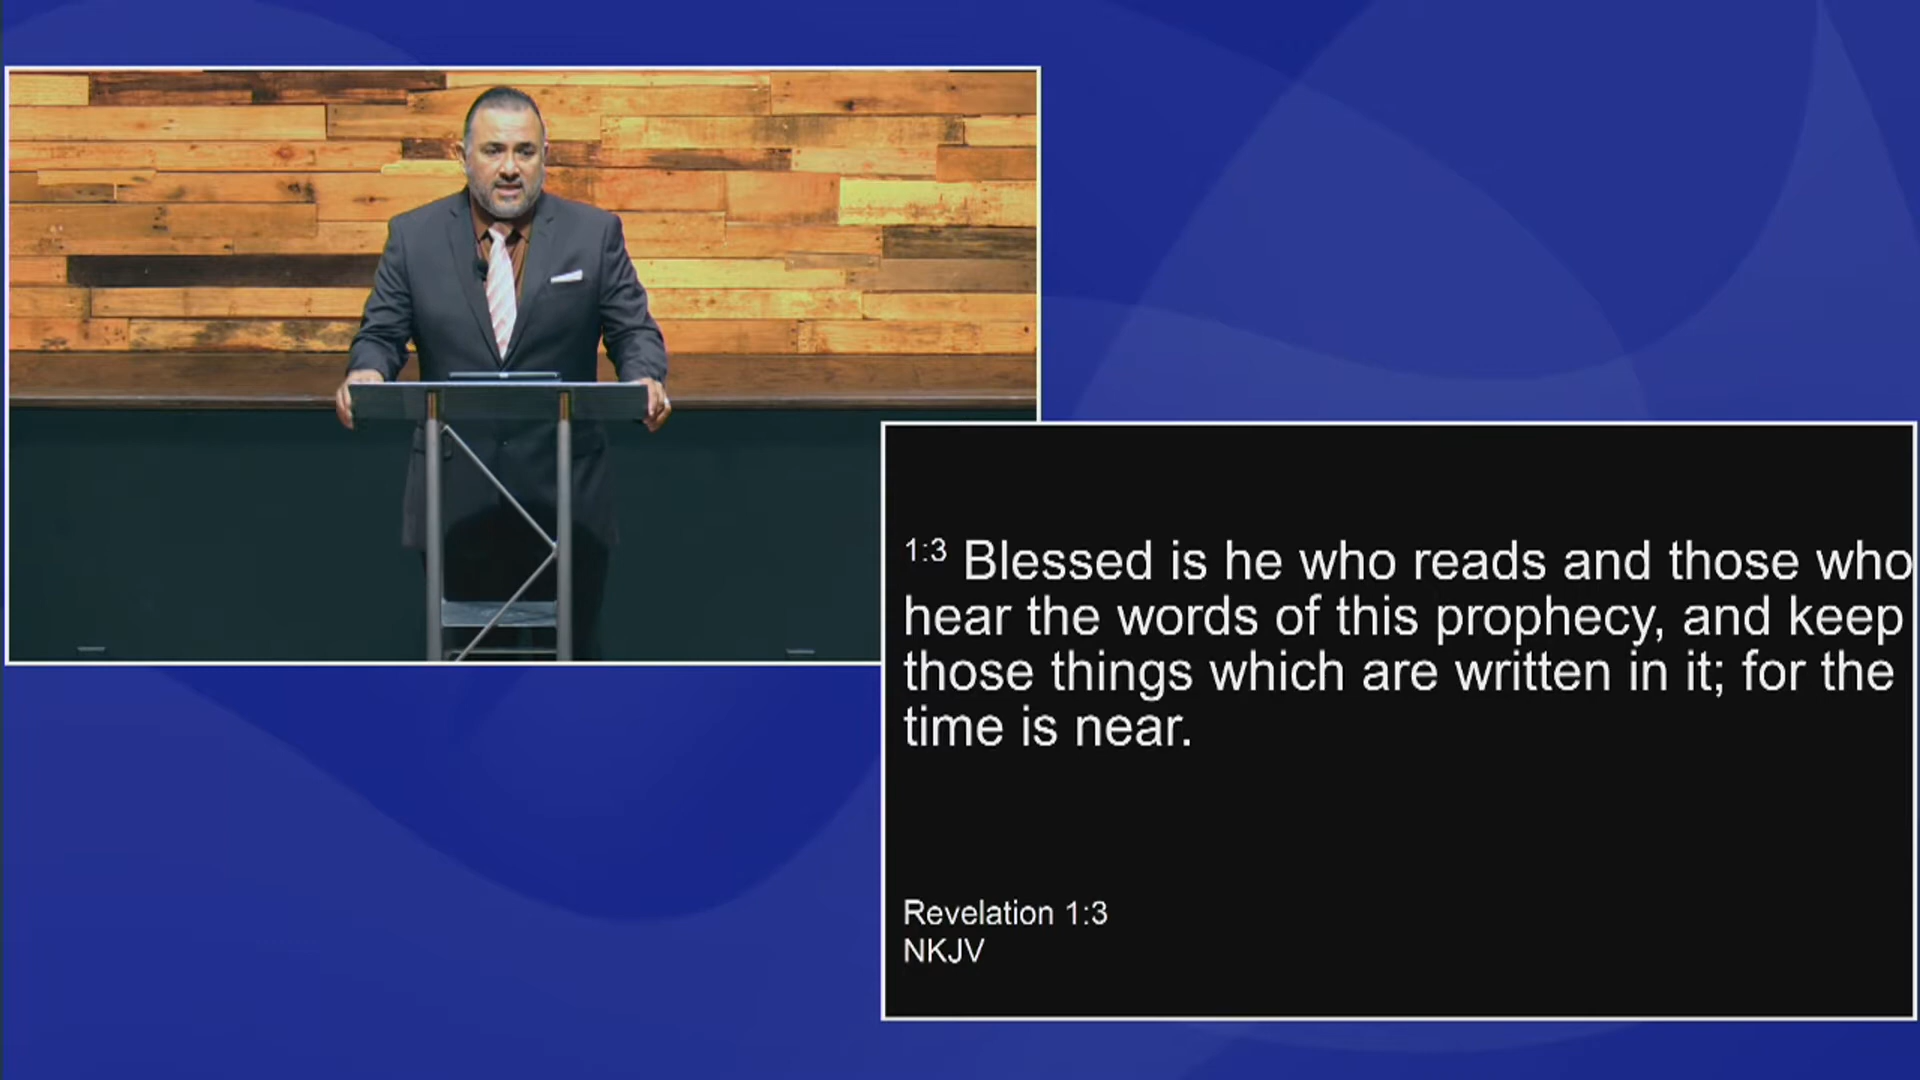 1:3 Blessed is he who reads and those who
hear the words of this prophecy, and keep
those things which are written in it; for the
time is near.
Revelation 1:3
NKJV